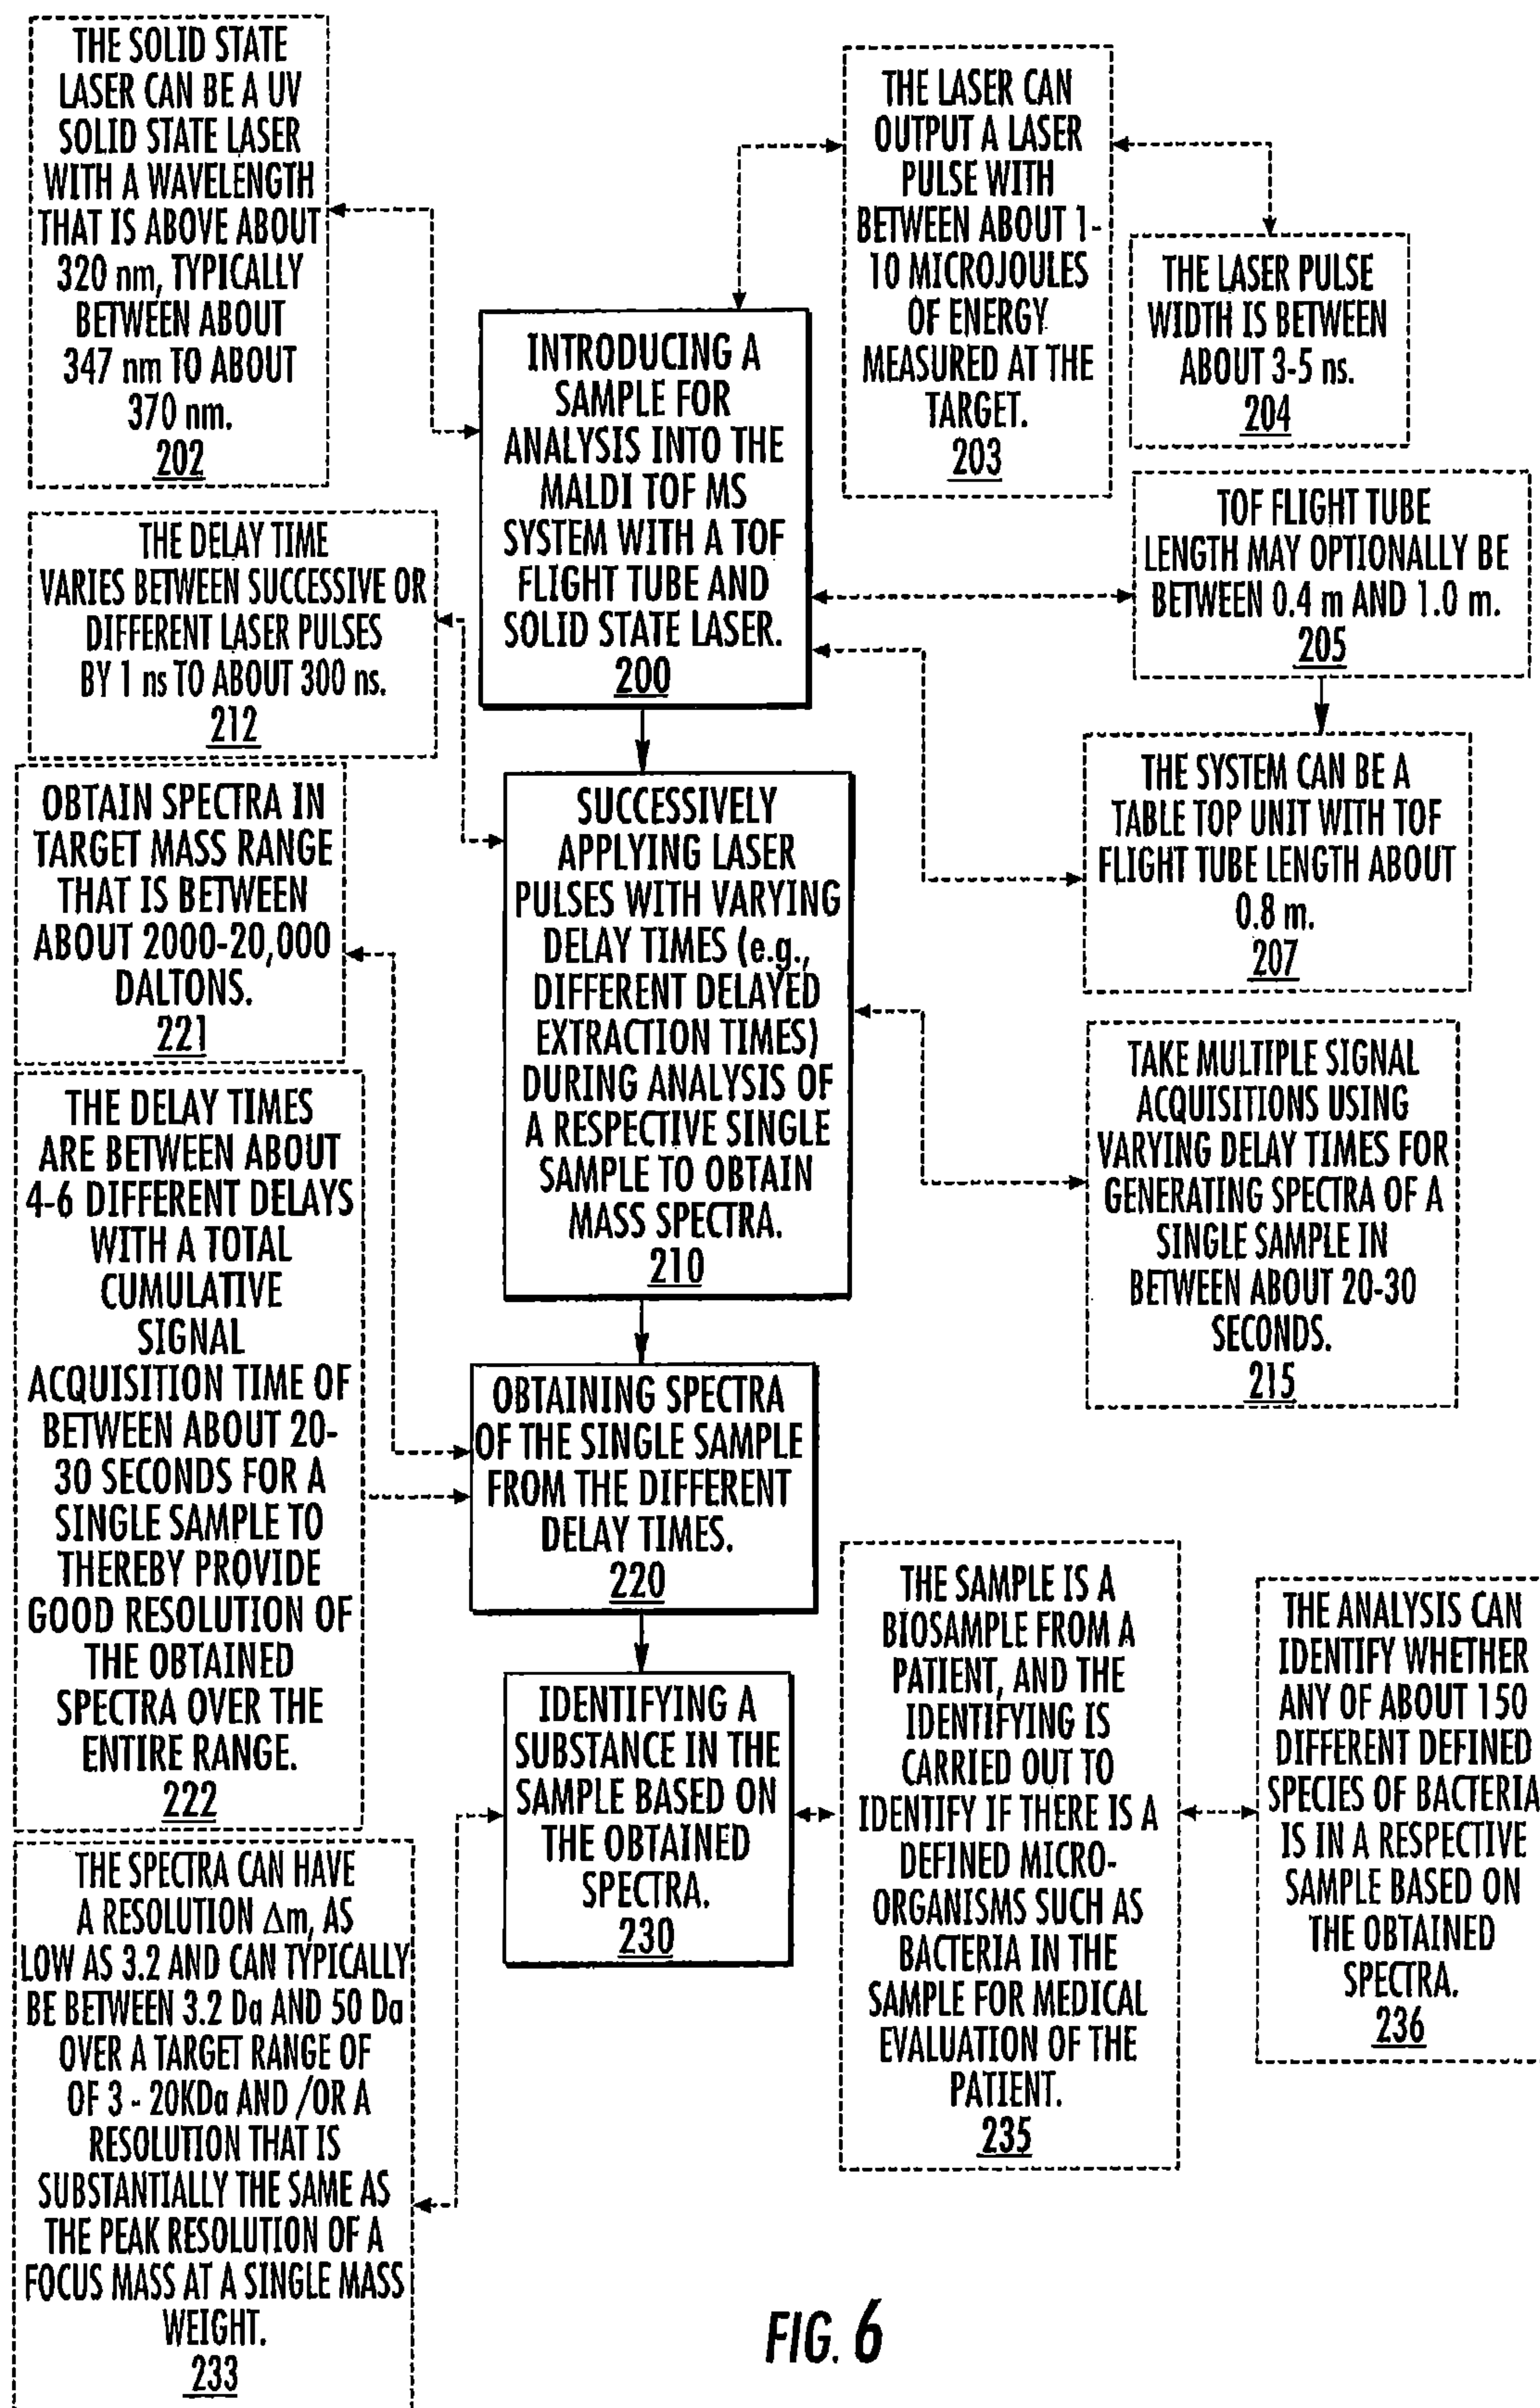 THE SOLID STATE
LASER CAN BE A UV
SOLID STATE LASER
WITH A WAVELENGTH
THAT IS ABOVE ABOUT
320 nm, TYPICALLY
BETWEEN ABOUT
347 nm TO ABOUT
370 nm.
202
THE LASER CAN
OUTPUT A LASER
PULSE WITH
BETWEEN ABOUT 1-
10 MICROJOULES
OF ENERGY
MEASURED AT THE
TARGET.
203
THE LASER PULSE
WIDTH IS BETWEEN
ABOUT 3-5 ns.
204
INTRODUCING A
SAMPLE FOR
ANALYSIS INTO THE
MALDI TOF MS
SYSTEM WITH A TOF
FLIGHT TUBE AND
SOLID STATE LASER.
200
TOF FLIGHT TUBE
LENGTH MAY OPTIONALLY BE
BETWEEN 0.4 m AND 1.0 m.
205
THE DELAY TIME
VARIES BETWEEN SUCCESSIVE OR
DIFFERENT LASER PULSES
BY 1 ns TO ABOUT 300 ns.
212
THE SYSTEM CAN BE A
TABLE TOP UNIT WITH TOF
FLIGHT TUBE LENGTH ABOUT
0.8 m.
207
OBTAIN SPECTRA IN
TARGET MASS RANGE
THAT IS BETWEEN
ABOUT 2000-20,000
DALTONS.
221
SUCCESSIVELY
APPLYING LASER
PULSES WITH VARYING
DELAY TIMES (e.g.,
DIFFERENT DELAYED
EXTRACTION TIMES)
DURING ANALYSIS OF
A RESPECTIVE SINGLE
SAMPLE TO OBTAIN
MASS SPECTRA.
210
TAKE MULTIPLE SIGNAL
ACQUISITIONS USING
VARYING DELAY TIMES FOR
GENERATING SPECTRA OF A
SINGLE SAMPLE IN
BETWEEN ABOUT 20-30
SECONDS.
215
THE DELAY TIMES
ARE BETWEEN ABOUT
4-6 DIFFERENT DELAYS
WITH A TOTAL
CUMULATIVE
SIGNAL
ACQUISITION TIME OF
BETWEEN ABOUT 20-
30 SECONDS FOR A
SINGLE SAMPLE TO
THEREBY PROVIDE
GOOD RESOLUTION OF
THE OBTAINED
SPECTRA OVER THE
ENTIRE RANGE.
222
OBTAINING SPECTRA
OF THE SINGLE SAMPLE
FROM THE DIFFERENT
DELAY TIMES.
220
IDENTIFYING A
SUBSTANCE IN THE
SAMPLE BASED ON
THE OBTAINED
SPECTRA.
230
THE SAMPLE IS A
BIOSAMPLE FROM A
PATIENT, AND THE
IDENTIFYING IS
CARRIED OUT TO
IDENTIFY IF THERE IS A
DEFINED MICRO-
ORGANISMS SUCH AS
BACTERIA IN THE
SAMPLE FOR MEDICAL
EVALUATION OF THE
PATIENT.
235
THE ANALYSIS CAN
IDENTIFY WHETHER
ANY OF ABOUT 150
DIFFERENT DEFINED
SPECIES OF BACTERIA
IS IN A RESPECTIVE
SAMPLE BASED ON
THE OBTAINED
SPECTRA.
236
THE SPECTRA CAN HAVE
A RESOLUTION Δm, AS
LOW AS 3.2 AND CAN TYPICALLY
BE BETWEEN 3.2 Da AND 50 Da
OVER A TARGET RANGE OF
OF 3 - 20KDa AND /OR A
RESOLUTION THAT IS
SUBSTANTIALLY THE SAME AS
THE PEAK RESOLUTION OF A
FOCUS MASS AT A SINGLE MASS
WEIGHT.
233
FIG. 6